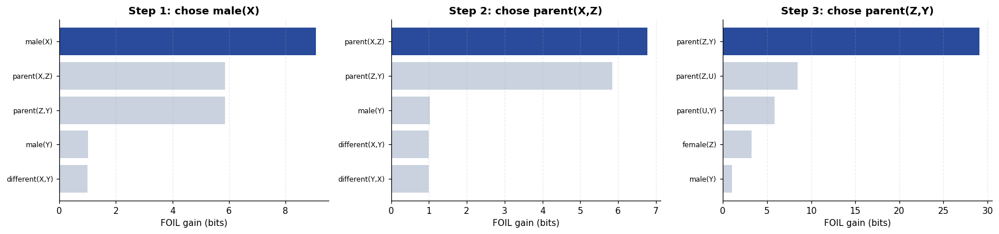 Step 1: chose male(X)
male(X)
parent(X,Z)
parent(Z,Y)
male(Y)
different(X,Y)
0 2 4 6 8
FOIL gain (bits)
Step 2: chose parent(X,Z)
parent(X,Z)
parent(Z,Y)
male(Y)
different(X,Y)
different(Y,X)
0 1 2 3 4 5 6 7
FOIL gain (bits)
Step 3: chose parent(Z,Y)
parent(Z,Y)
parent(Z,U)
parent(U,Y)
female(Z)
male(Y)
0 5 10 15 20 25 30
FOIL gain (bits)